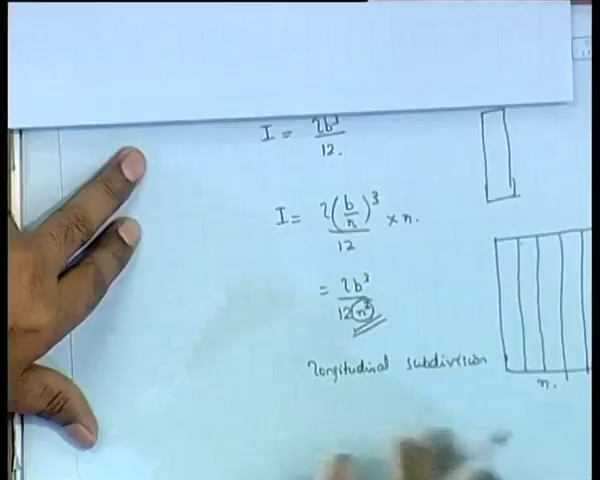 I = lb³/12.
I = l(b/n)³/12 × n.
= lb³/12n²
longitudinal subdivision
n.